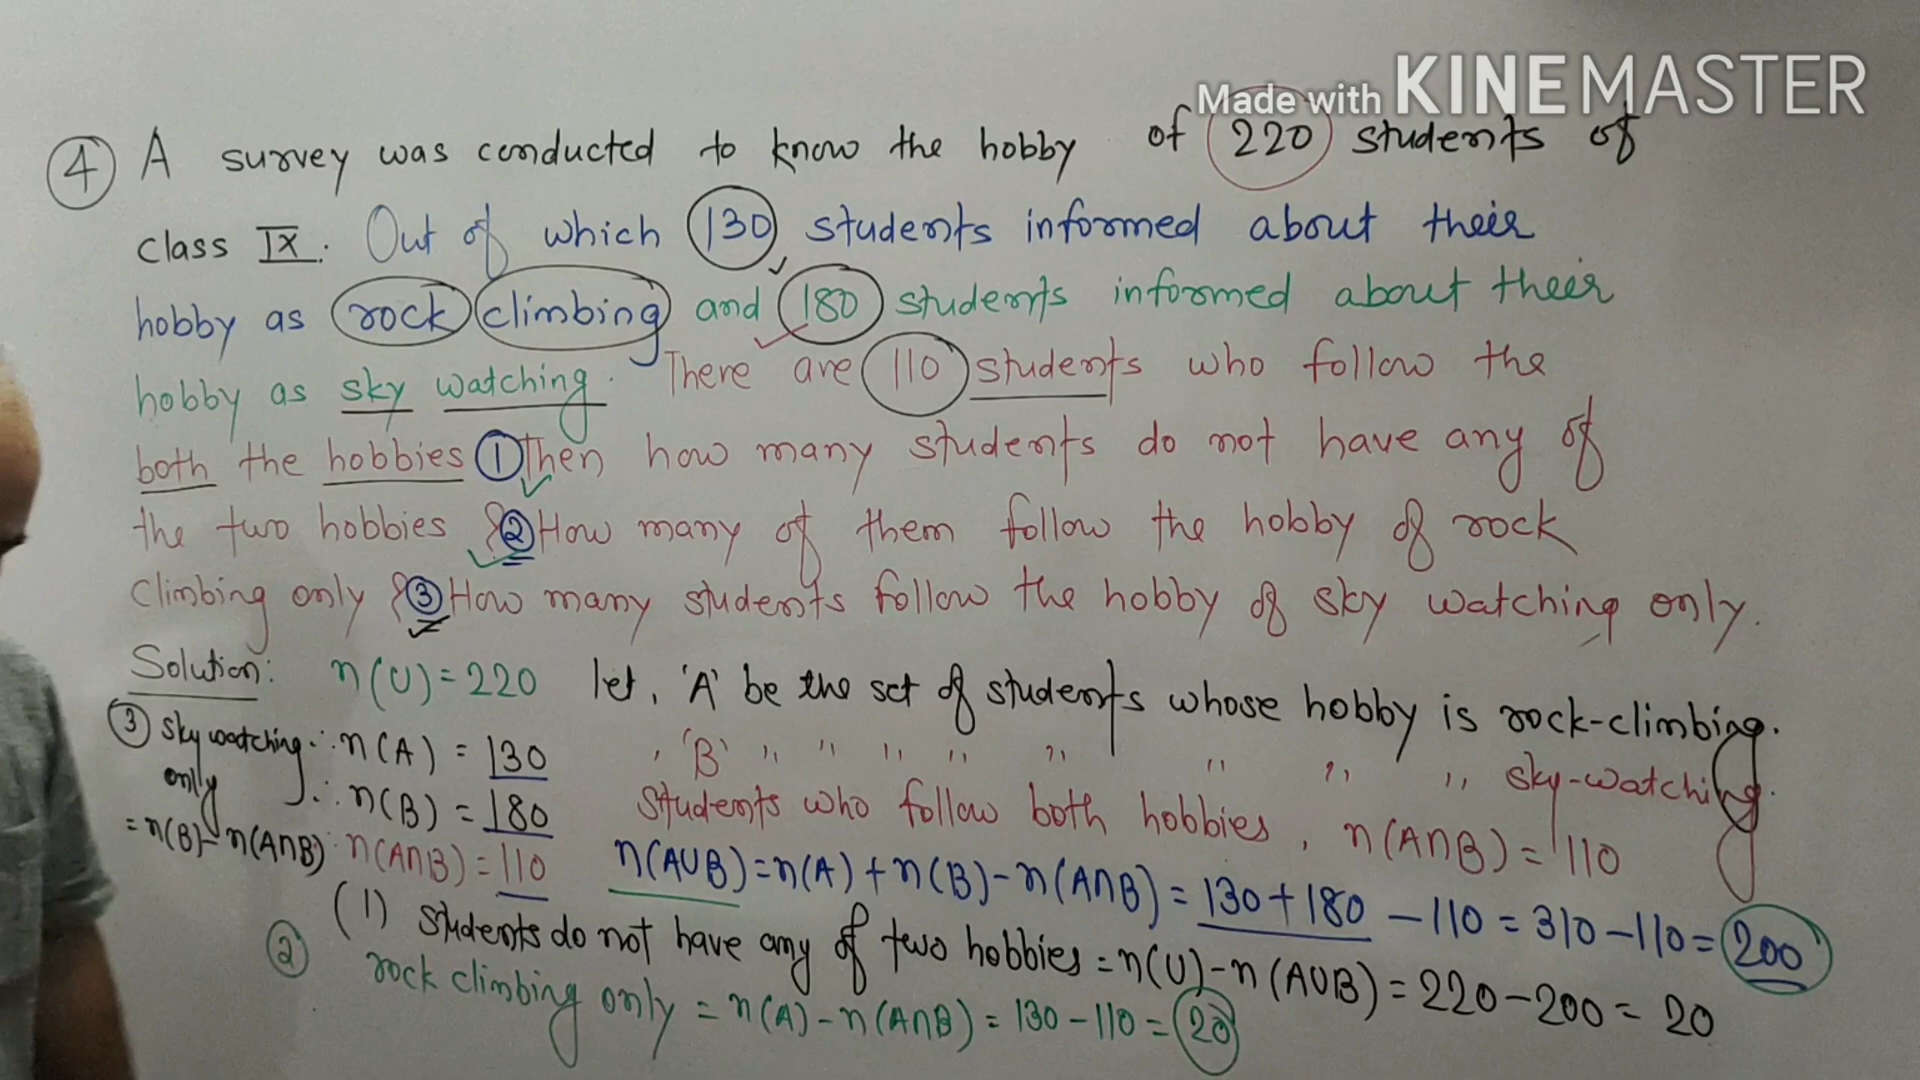 Made with KINEMASTER
④ A survey was conducted to know the hobby of 220 students of
class IX. Out of which 130 students informed about their
hobby as rock climbing and 180 students informed about their
hobby as sky watching. There are 110 students who follow the
both the hobbies ① Then how many students do not have any of
the two hobbies ② How many of them follow the hobby of rock
climbing only ③ How many students follow the hobby of sky watching only.
Solution: n(U)=220 let, 'A' be the set of students whose hobby is rock-climbing.
③ Sky watching ∴ n(A) = 130 , 'B' " " " " " " " " sky-watching.
only ∴ n(B) = 180 Students who follow both hobbies, n(A∩B) = 110
= n(B) - n(A∩B) n(A∩B) = 110 n(A∪B) = n(A) + n(B) - n(A∩B) = 130 + 180 - 110 = 310 - 110 = 200
(1) Students do not have any of two hobbies = n(U) - n(A∪B) = 220 - 200 = 20
② rock climbing only = n(A) - n(A∩B) = 130 - 110 = 20